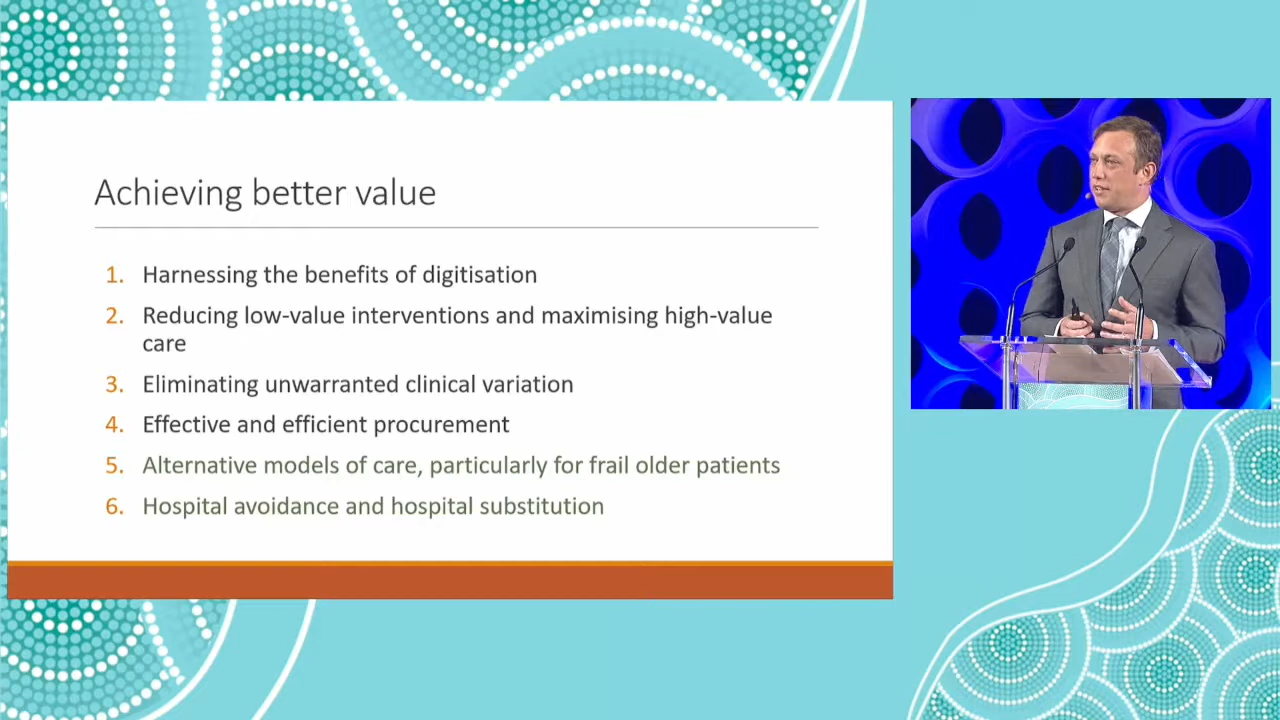 Achieving better value
1. Harnessing the benefits of digitisation
2. Reducing low-value interventions and maximising high-value
care
3. Eliminating unwarranted clinical variation
4. Effective and efficient procurement
5. Alternative models of care, particularly for frail older patients
6. Hospital avoidance and hospital substitution